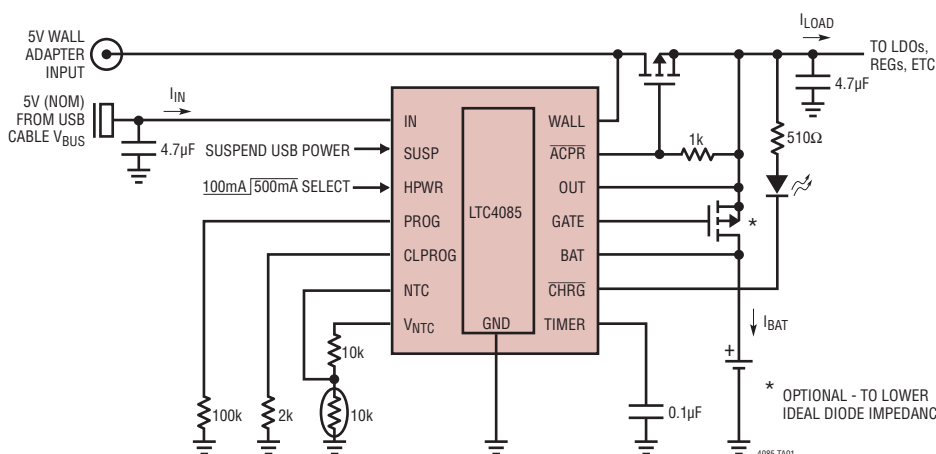 5V WALL
ADAPTER
INPUT
5V (NOM)
FROM USB
CABLE VBUS
IIN
4.7µF
SUSPEND USB POWER
100mA 500mA SELECT
IN
SUSP
HPWR
PROG
CLPROG
NTC
VNTC
LTC4085
GND
WALL
ACPR
OUT
GATE
BAT
CHRG
TIMER
1k
ILOAD
TO LDOs,
REGs, ETC
4.7µF
510Ω
*
IBAT
+
* OPTIONAL - TO LOWER
IDEAL DIODE IMPEDANC
100k
2k
10k
10k
0.1µF
4085 TA01